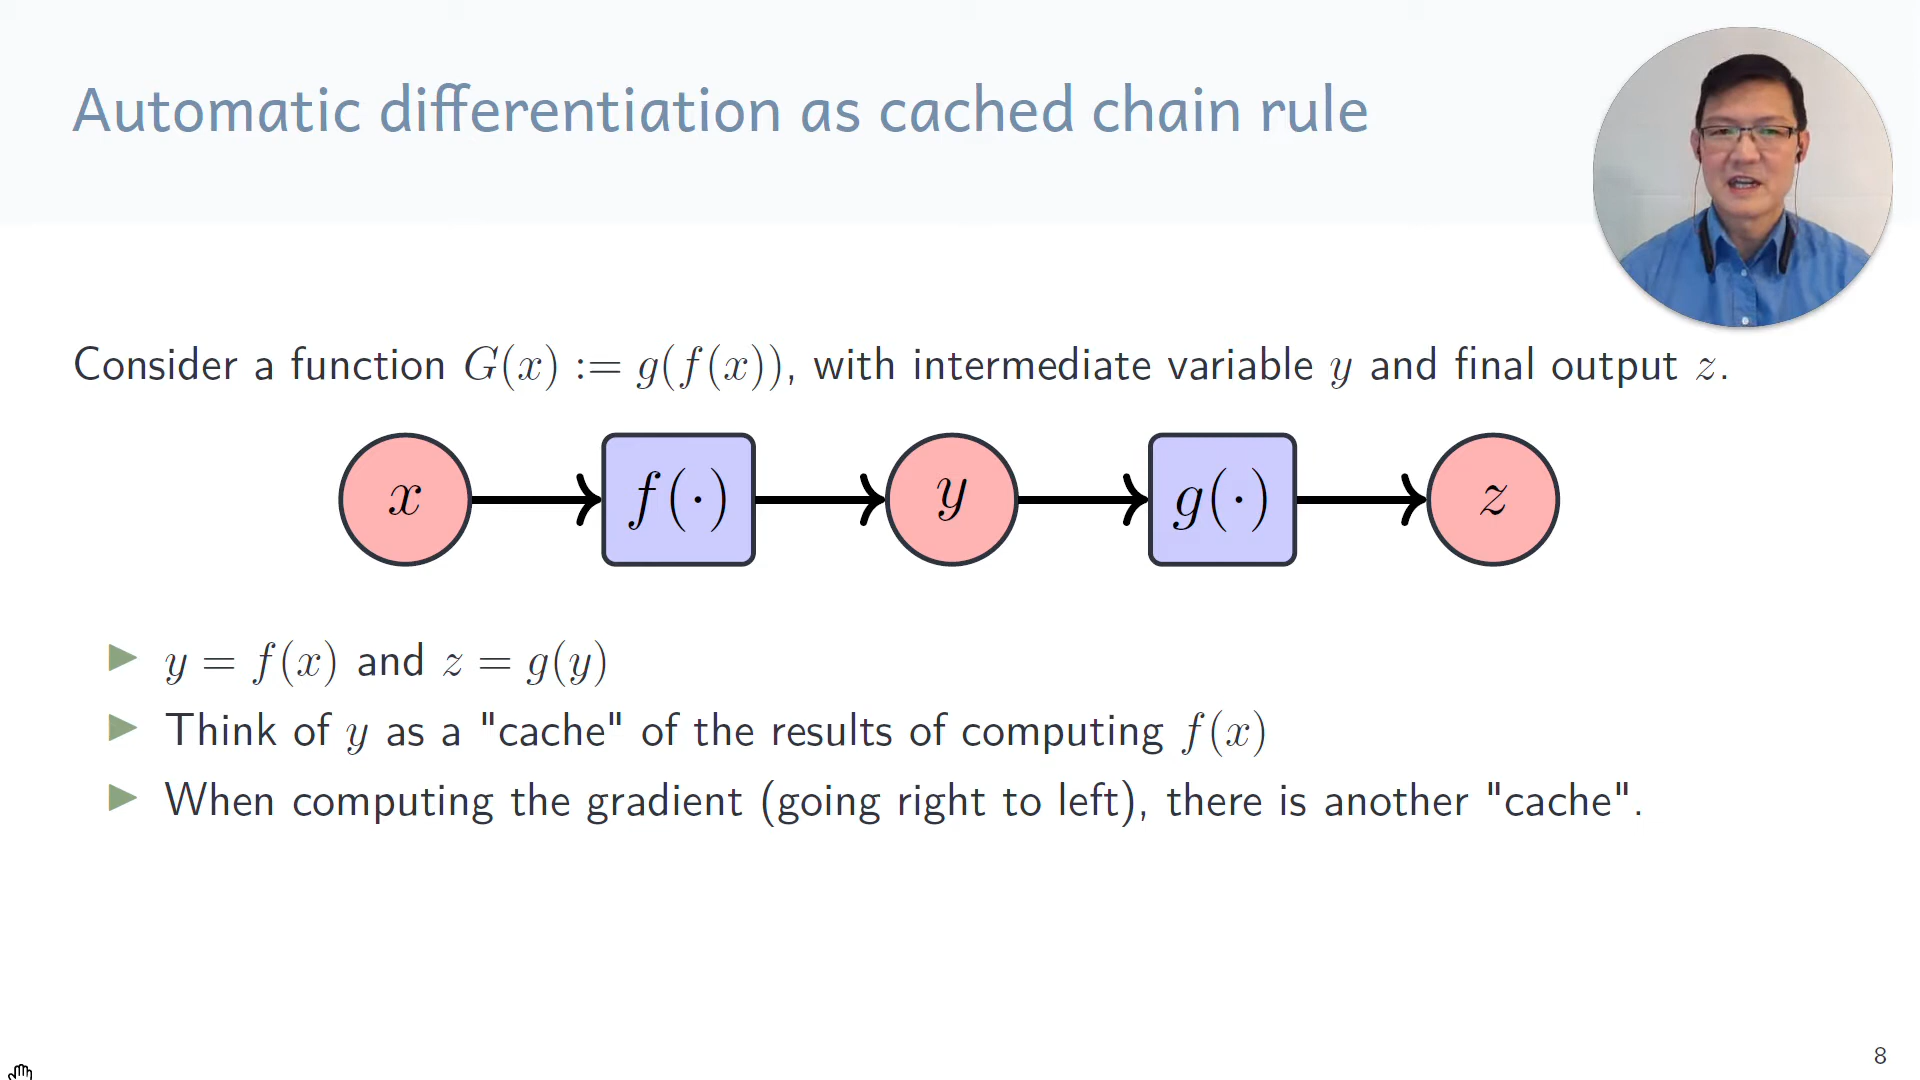 Automatic differentiation as cached chain rule
Consider a function G(x) := g(f(x)), with intermediate variable y and final output z.
x f(·) y g(·) z
▶ y = f(x) and z = g(y)
▶ Think of y as a "cache" of the results of computing f(x)
▶ When computing the gradient (going right to left), there is another "cache".
8